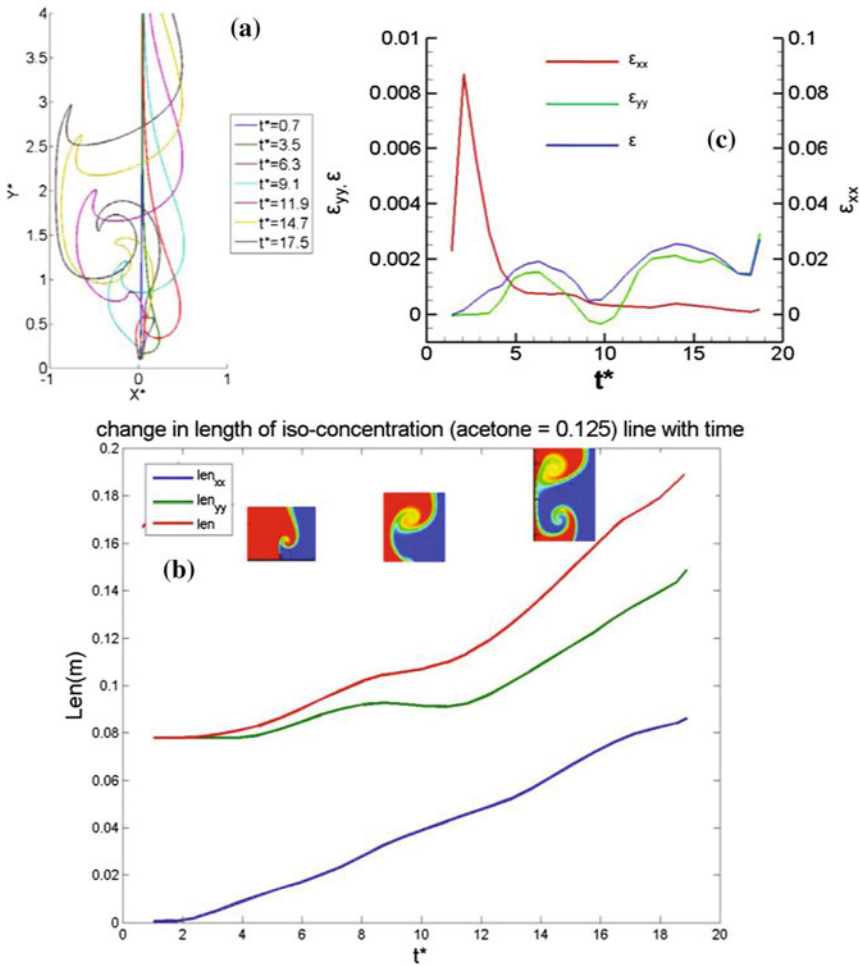 (a)
4
3.5
3
2.5
2
1.5
1
0.5
0
-1
0
1
Y*
X*
t*=0.7
t*=3.5
t*=6.3
t*=9.1
t*=11.9
t*=14.7
t*=17.5
(c)
0.01
0.008
0.006
0.004
0.002
0
εyy, ε
εxx
εyy
ε
0.1
0.08
0.06
0.04
0.02
0
εxx
0
5
10
15
20
t*
change in length of iso-concentration (acetone = 0.125) line with time
0.2
0.18
0.16
0.14
0.12
0.1
0.08
0.06
0.04
0.02
0
Len(m)
lenxx
lenyy
len
(b)
0
2
4
6
8
10
12
14
16
18
20
t*